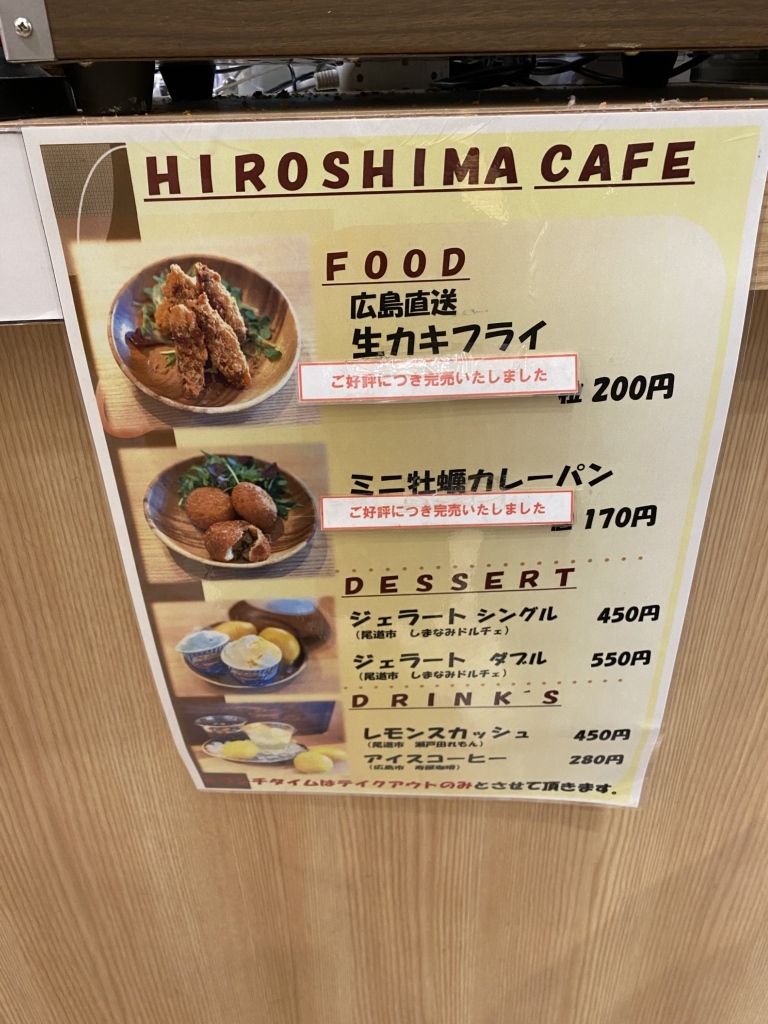 HIROSHIMA CAFE
FOOD
広島直送
生カキフライ
ご好評につき完売いたしました
粒 200円
ミニ牡蠣カレーパン
ご好評につき完売いたしました
170円
DESSERT
ジェラート シングル 450円
（尾道市 しまなみドルチェ）
ジェラート ダブル 550円
（尾道市 しまなみドルチェ）
DRINK´S
レモンスカッシュ 450円
（尾道市 瀬戸田れもん）
アイスコーヒー 280円
（広島市
チタイムはテイクアウトのみとさせて頂きます。